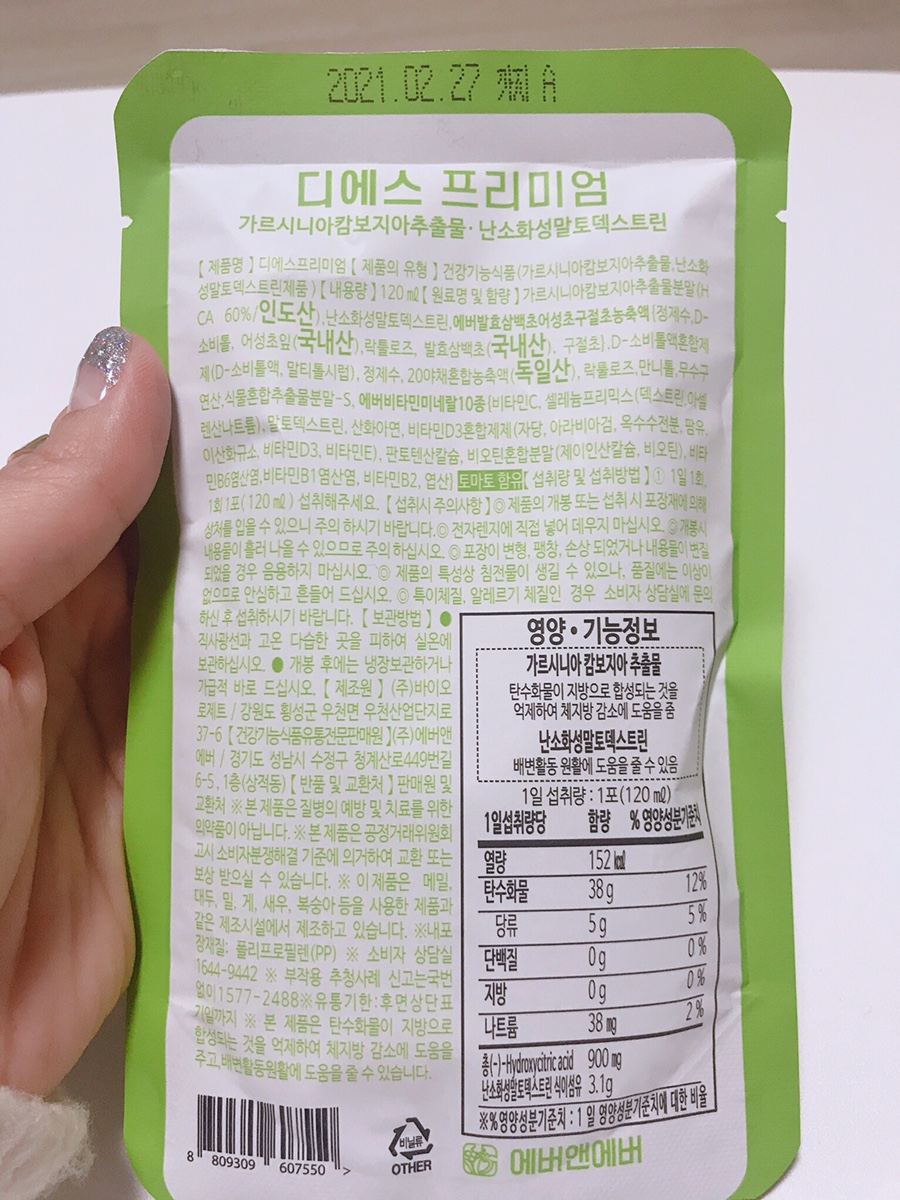 2021.02.27 까지 A
디에스 프리미엄
가르시니아캄보지아추출물· 난소화성말토덱스트린
【 제품명 】 디에스프리미엄 【 제품의 유형 】 건강기능식품 (가르시니아캄보지아추출물,난소화
성말토덱스트린제품 ) 【 내용량 】 120 ㎖ 【 원료명 및 함량 】 가르시니아캄보지아추출물분말(H
CA 60%/인도산), 난소화성말토덱스트린, 에버발효삼백초어성초구절초농축액 {정제수, D-
소비톨, 어성초잎(국내산),락툴로즈, 발효삼백초(국내산), 구절초}, D-소비톨액혼합제
제(D-소비톨액, 말티톨시럽), 정제수, 20야채혼합농축액(독일산), 락툴로즈, 만니톨, 무수구
연산,식물혼합추출물분말-S, 에버비타민미네랄10종 {비타민C, 셀레늄프리믹스 (덱스트린,아셀
렌산나트륨), 말토덱스트린, 산화아연, 비타민D3혼합제제 (자당, 아라비아검, 옥수수전분, 팜유,
이산화규소, 비타민D3, 비타민E), 판토텐산칼슘, 비오틴혼합분말 (제이인산칼슘, 비오틴), 비타
민B6염산염, 비타민B1염산염, 비타민B2, 엽산} 토마토 함유 【 섭취량 및 섭취방법 】 ① 1일 1회,
1회 1포( 120 ㎖ ) 섭취해주세요. 【 섭취시 주의사항 】 ◎ 제품의 개봉 또는 섭취 시 포장재에 의해
상처를 입을 수 있으니 주의 하시기 바랍니다.◎ 전자렌지에 직접 넣어 데우지 마십시오. ◎ 개봉시
내용물이 흘러 나올 수 있으므로 주의 하십시오. ◎ 포장이 변형, 팽창, 손상 되었거나 내용물이 변질
되었을 경우 음용하지 마십시오. ◎ 제품의 특성상 침전물이 생길 수 있으나, 품질에는 이상이
없으므로 안심하고 흔들어 드십시오. ◎ 특이체질, 알레르기 체질인 경우 소비자 상담실에 문의
하신 후 섭취하시기 바랍니다. 【 보관방법 】 ●
직사광선과 고온 다습한 곳을 피하여 실온에
보관하십시오. ● 개봉 후에는 냉장보관하거나
가급적 바로 드십시오. 【 제조원 】 (주)바이오
로제트 / 강원도 횡성군 우천면 우천산업단지로
37-6 【 건강기능식품유통전문판매원 】(주)에버앤
에버 / 경기도 성남시 수정구 청계산로449번길
6-5, 1층(상적동) 【 반품 및 교환처 】 판매원 및
교환처 ※ 본 제품은 질병의 예방 및 치료를 위한
의약품이 아닙니다. ※ 본 제품은 공정거래위원회
고시 소비자분쟁해결 기준에 의거하여 교환 또는
보상 받으실 수 있습니다. ※ 이 제품은 메밀,
대두, 밀, 게, 새우, 복숭아 등을 사용한 제품과
같은 제조시설에서 제조하고 있습니다. ※내포
장재질: 폴리프로필렌(PP) ※ 소비자 상담실
1644-9442 ※ 부작용 추청사례 신고는국번
없이 1577-2488※유통기한:후면상단표
기일까지 ※ 본 제품은 탄수화물이 지방으로
합성되는 것을 억제하여 체지방 감소에 도움을
주고,배변활동원활에 도움을 줄 수 있습니다.
영양·기능정보
가르시니아 캄보지아 추출물
탄수화물이 지방으로 합성되는 것을
억제하여 체지방 감소에 도움을 줌
난소화성말토덱스트린
배변활동 원활에 도움을 줄 수 있음
1일 섭취량 : 1포 (120 ㎖)
1일섭취량당 함량 % 영양성분기준치
열량 152 ㎉
탄수화물 38 g 12%
당류 5 g 5 %
단백질 0 g 0 %
지방 0 g 0 %
나트륨 38 ㎎ 2 %
총(-)-Hydroxycitric acid 900 ㎎
난소화성말토덱스트린 식이섬유 3.1g
※% 영양성분기준치 : 1 일 영양성분기준치에 대한 비율
8 809309 607550 >
비닐류
OTHER
에버앤에버